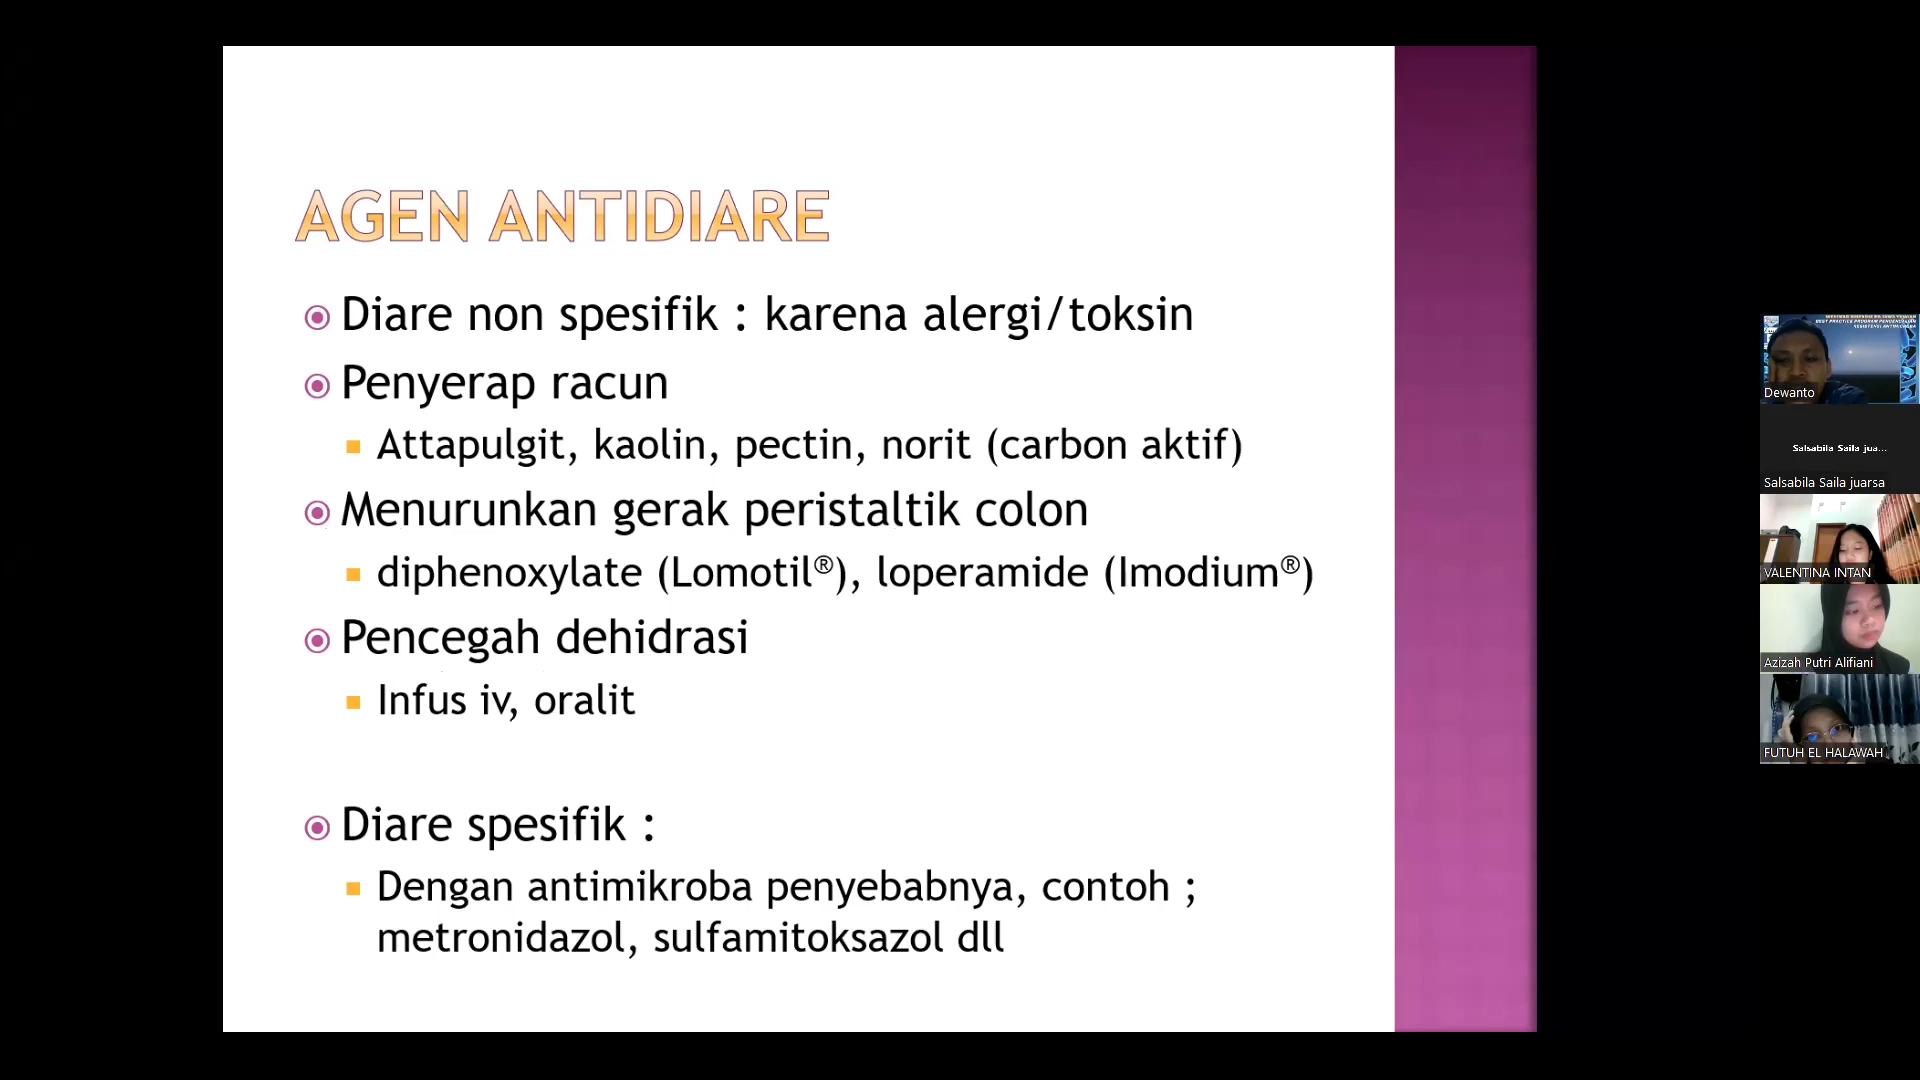 AGEN ANTIDIARE
Diare non spesifik : karena alergi/toksin
Penyerap racun
Attapulgit, kaolin, pectin, norit (carbon aktif)
Menurunkan gerak peristaltik colon
diphenoxylate (Lomotil®), loperamide (Imodium®)
Pencegah dehidrasi
Infus iv, oralit
Diare spesifik :
Dengan antimikroba penyebabnya, contoh ;
metronidazol, sulfamitoksazol dll
Dewanto
Salsabila Saila jua...
Salsabila Saila juarsa
VALENTINA INTAN
Azizah Putri Alifiani
FUTUH EL HALAWAH